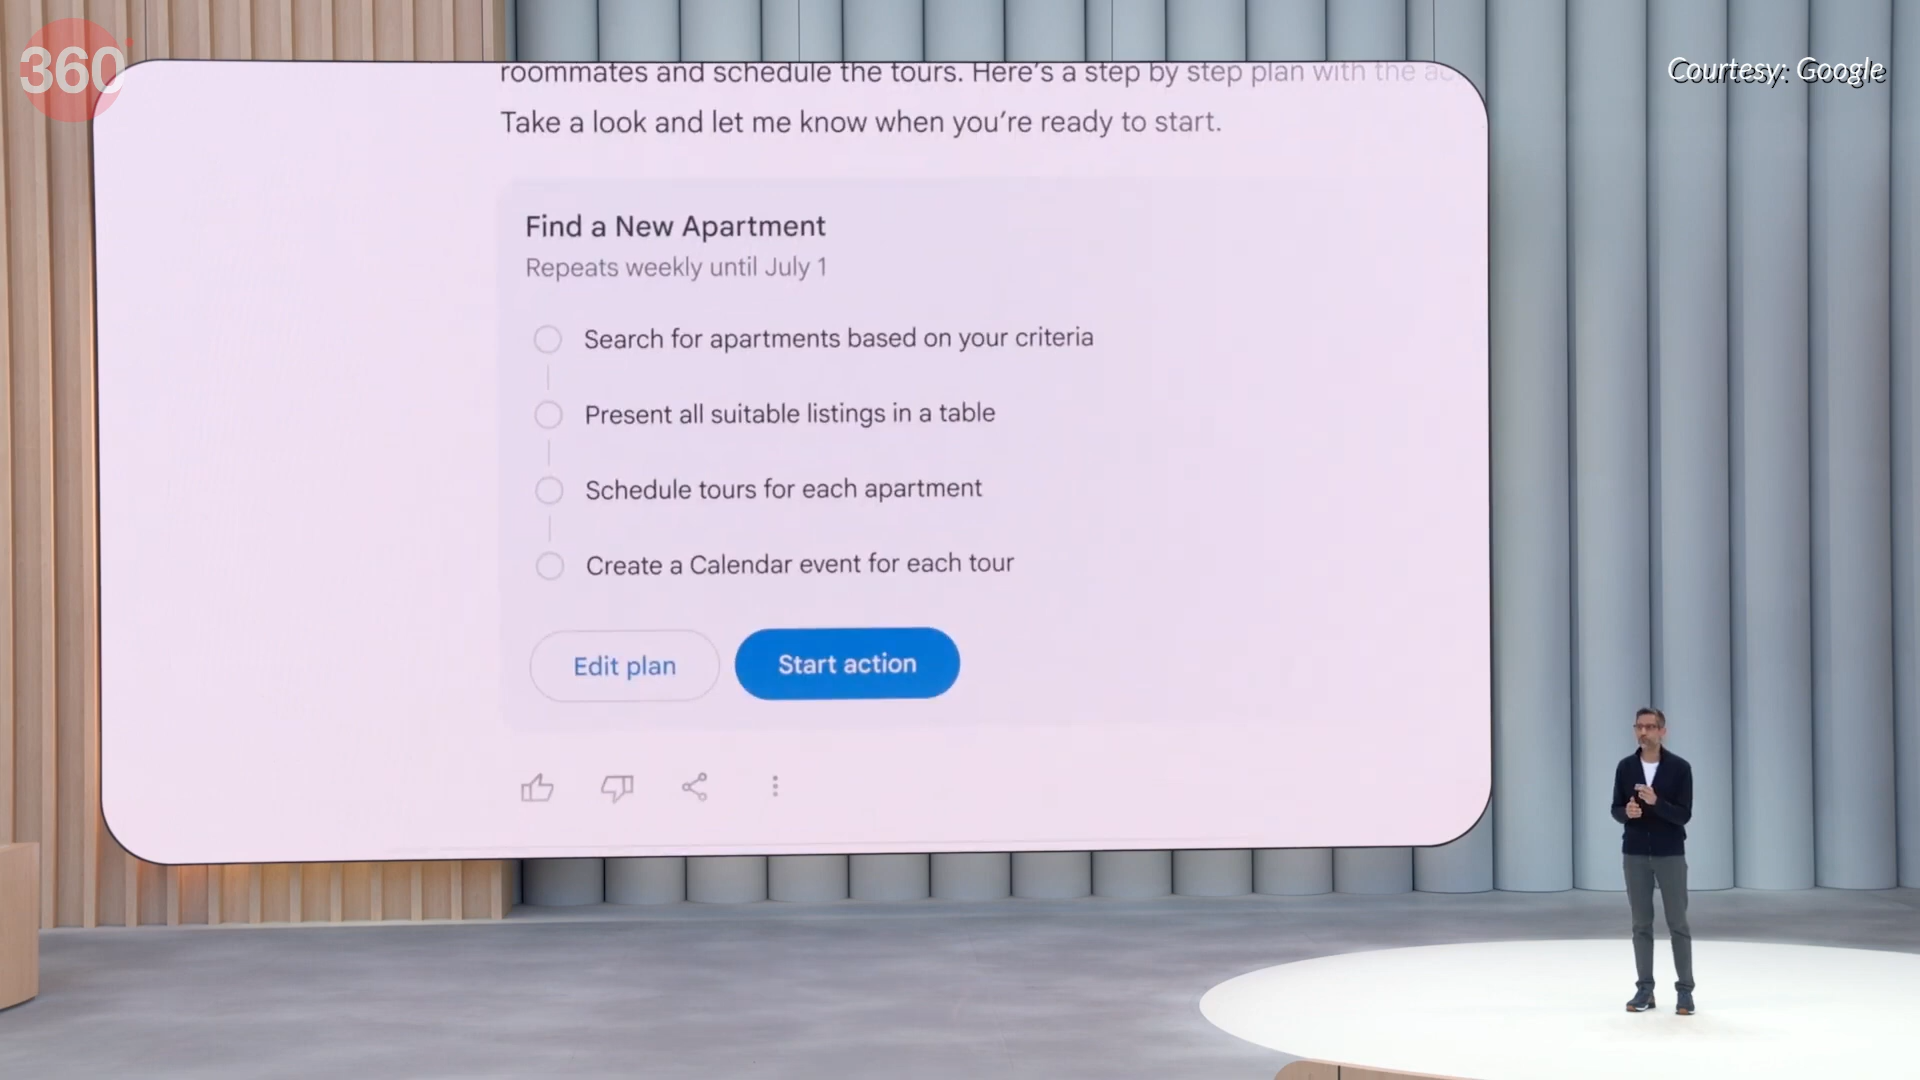 360°
Courtesy: Google
roommates and schedule the tours. Here's a step by step plan with the
Take a look and let me know when you're ready to start.
Find a New Apartment
Repeats weekly until July 1
Search for apartments based on your criteria
Present all suitable listings in a table
Schedule tours for each apartment
Create a Calendar event for each tour
Edit plan
Start action